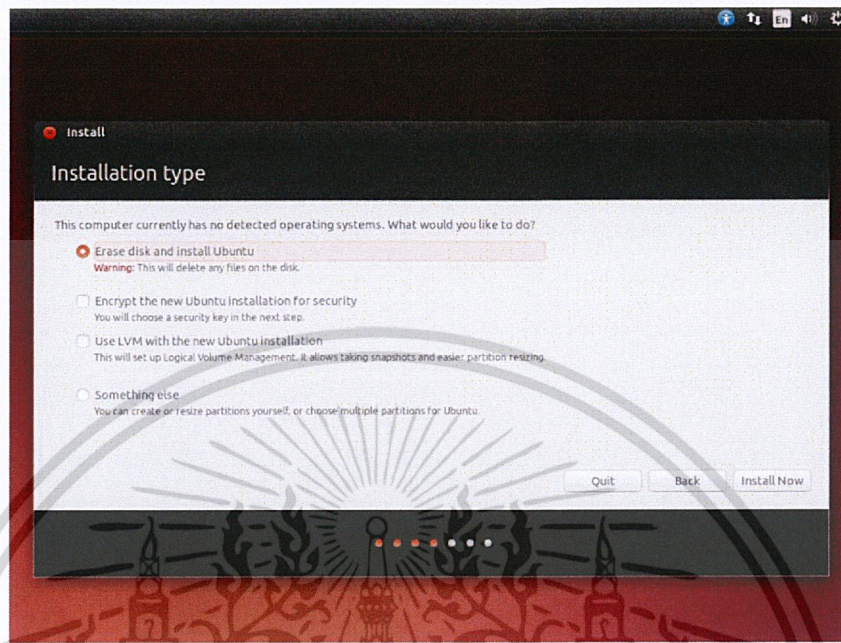 En
Install
Installation type
This computer currently has no detected operating systems. What would you like to do?
Erase disk and install Ubuntu
Warning: This will delete any files on the disk.
Encrypt the new Ubuntu installation for security
You will choose a security key in the next step.
Use LVM with the new Ubuntu installation
This will set up Logical Volume Management. It allows taking snapshots and easier partition resizing.
Something else
You can create or resize partitions yourself, or choose multiple partitions for Ubuntu.
Quit Back Install Now